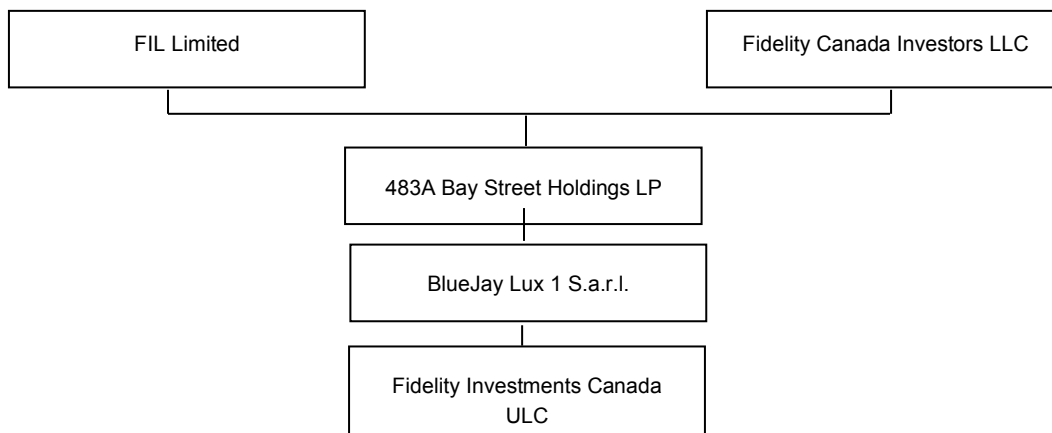 FIL Limited
Fidelity Canada Investors LLC
483A Bay Street Holdings LP
BlueJay Lux 1 S.a.r.l.
Fidelity Investments Canada
ULC